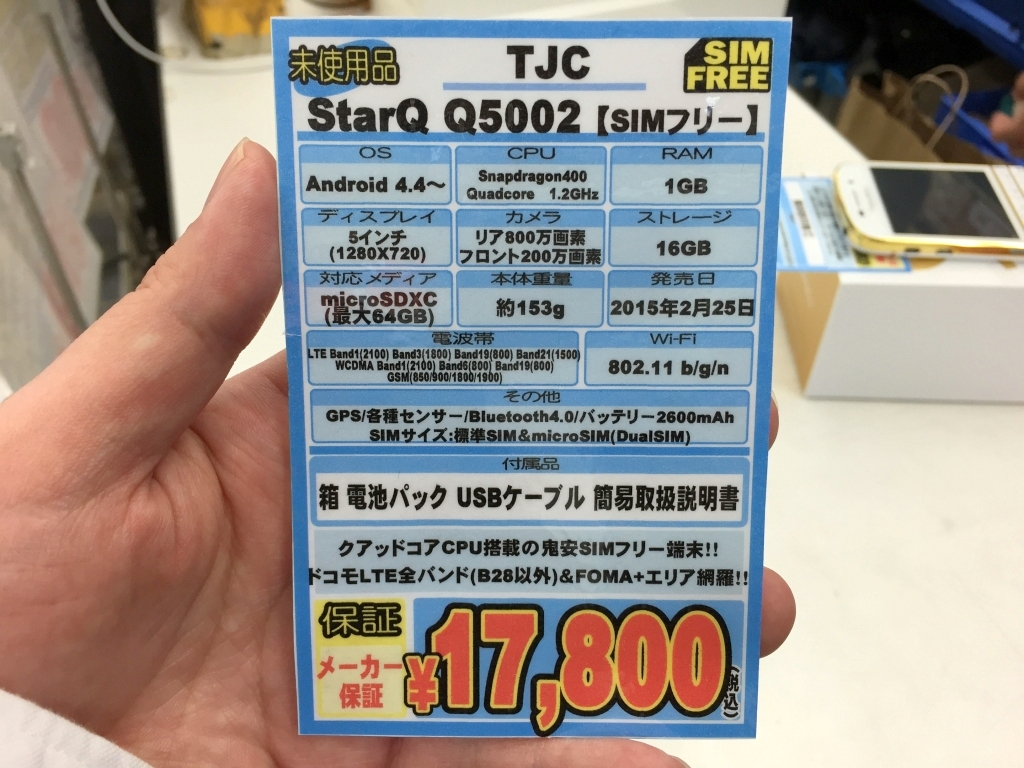 未使用品
TJC
SIM
FREE
StarQ Q5002【SIMフリー】
OS
CPU
RAM
Android 4.4～
Snapdragon400
Quadcore 1.2GHz
1GB
ディスプレイ
カメラ
ストレージ
5インチ
(1280X720)
リア800万画素
フロント200万画素
16GB
対応メディア
本体重量
発売日
microSDXC
(最大64GB)
約153g
2015年2月25日
電波帯
Wi-Fi
LTE Band1(2100) Band3(1800) Band19(800) Band21(1500)
WCDMA Band1(2100) Band6(800) Band19(800)
GSM(850/900/1800/1900)
802.11 b/g/n
その他
GPS/各種センサー/Bluetooth4.0/バッテリー2600mAh
SIMサイズ:標準SIM&microSIM(DualSIM)
付属品
箱 電池パック USBケーブル 簡易取扱説明書
クアッドコアCPU搭載の鬼安SIMフリー端末!!
ドコモLTE全バンド(B28以外)&FOMA+エリア網羅!!
保証
メーカー
保証
¥17,800
(税込)